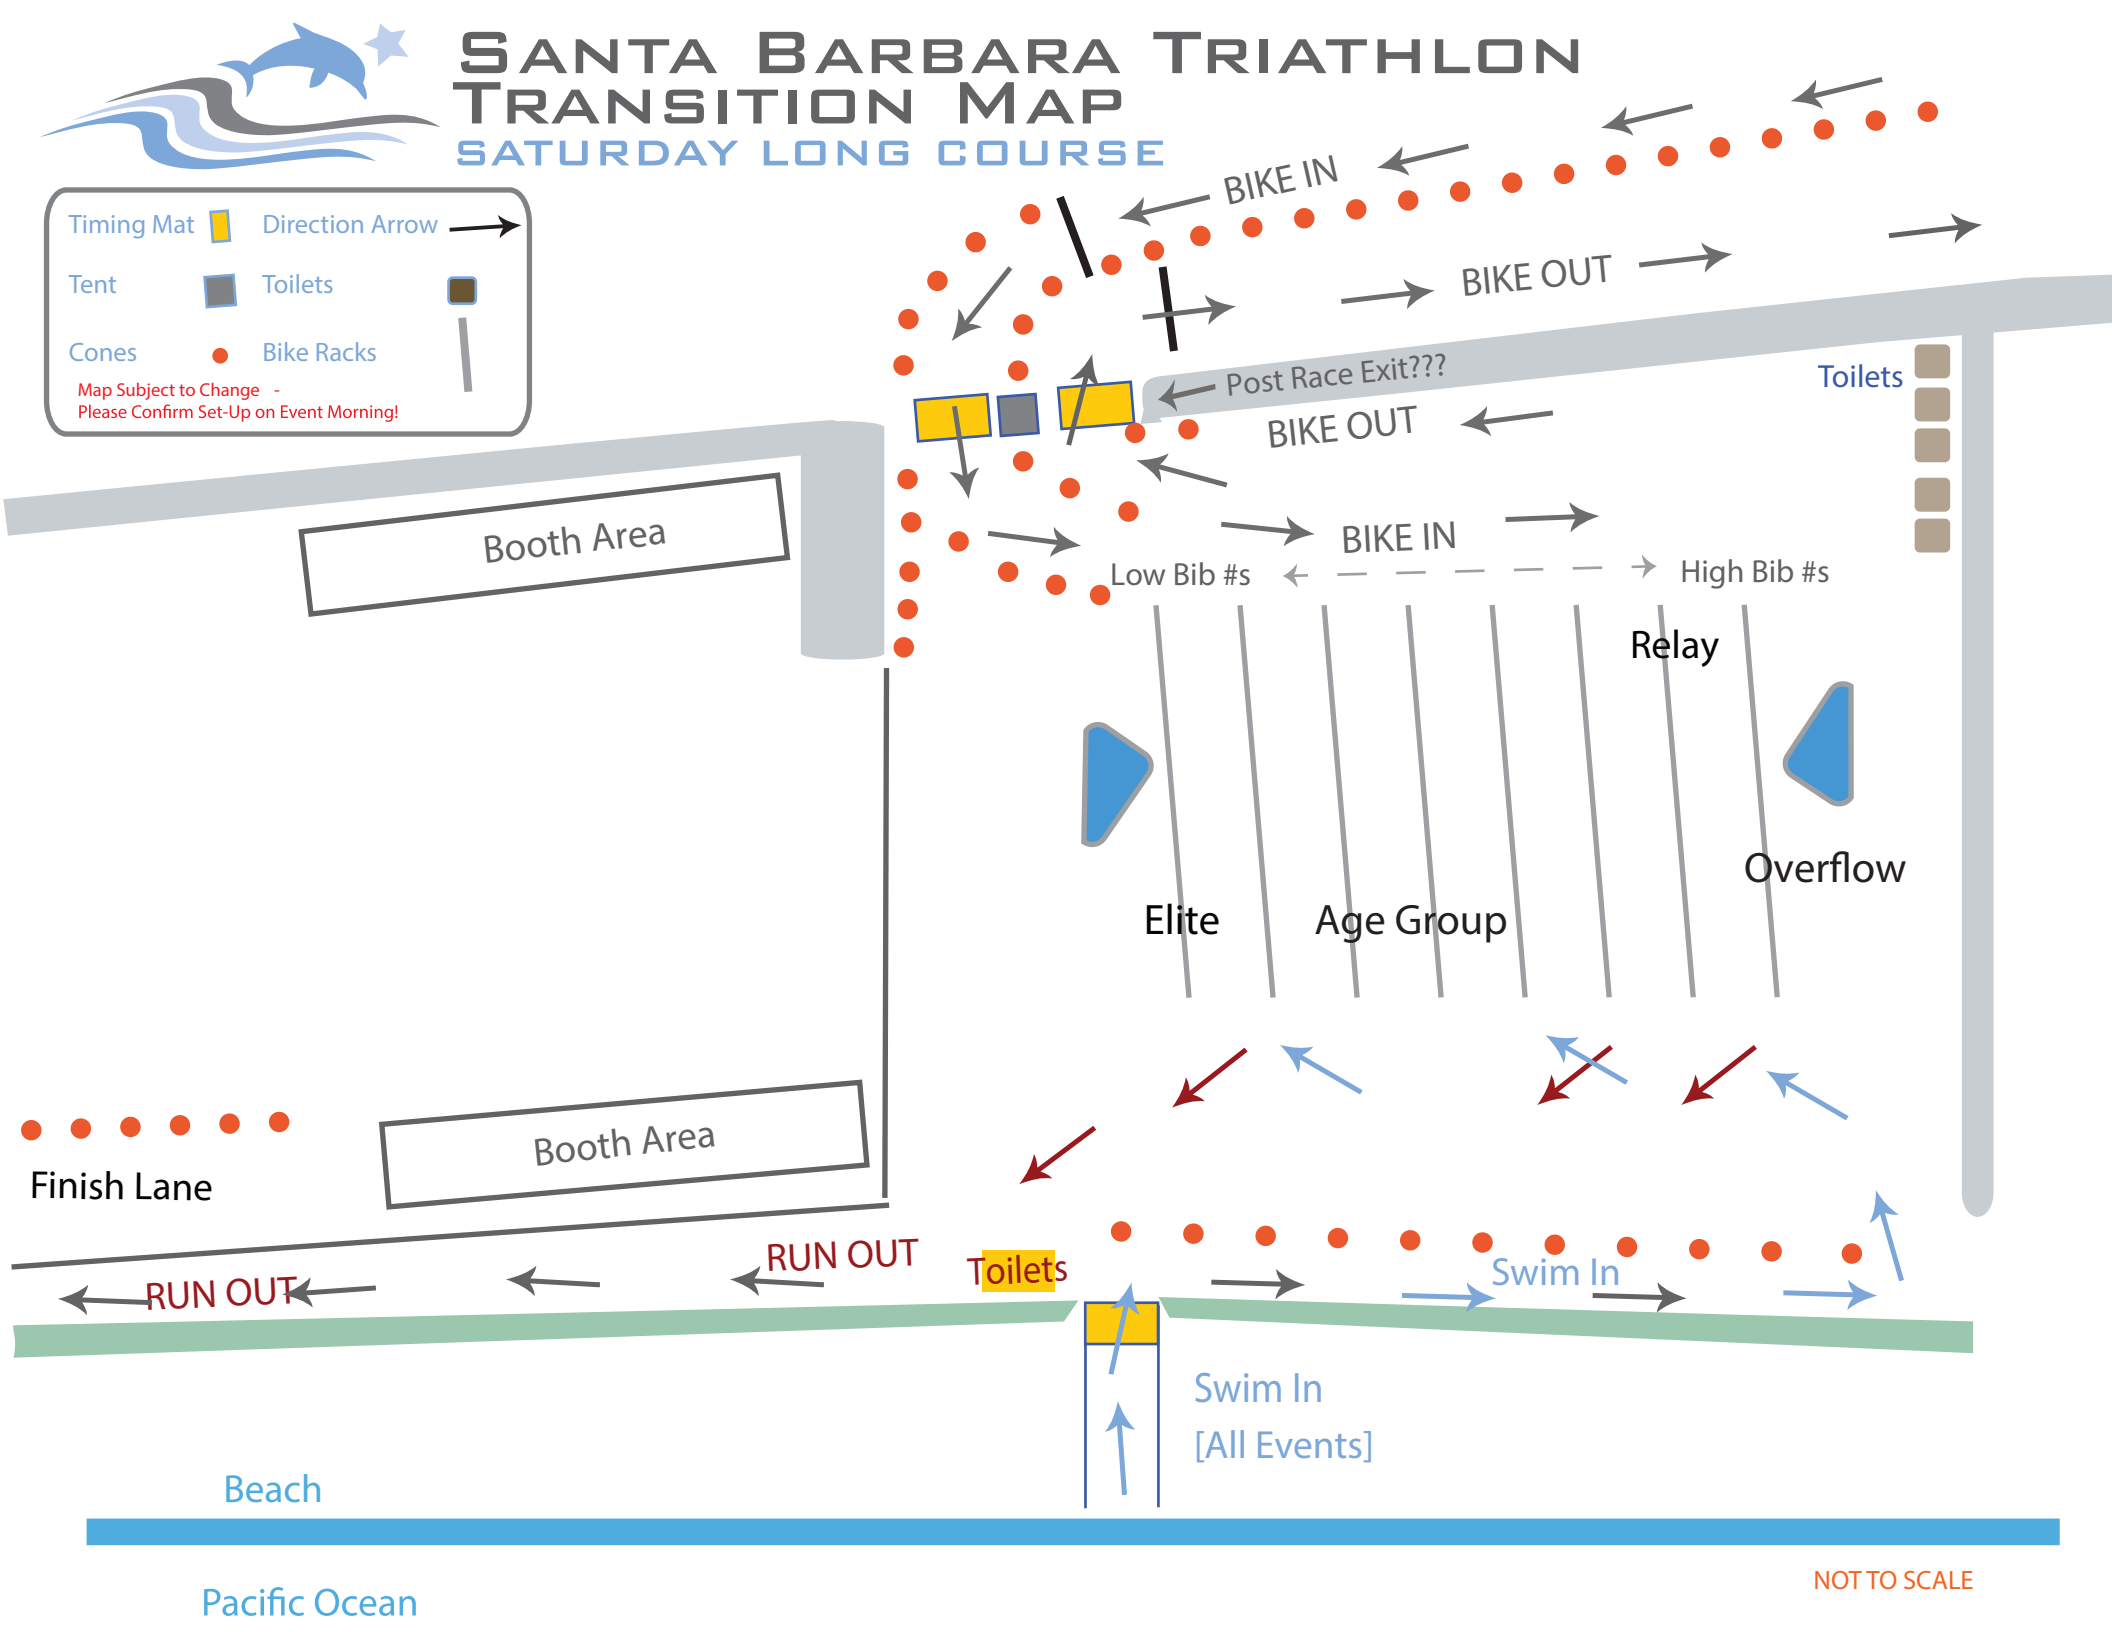 SANTA BARBARA TRIATHLON
TRANSITION MAP
SATURDAY LONG COURSE
Timing Mat
Direction Arrow
Tent
Toilets
Cones
Bike Racks
Map Subject to Change -
Please Confirm Set-Up on Event Morning!
BIKE IN
BIKE OUT
Post Race Exit???
Toilets
BIKE OUT
Booth Area
BIKE IN
Low Bib #s
High Bib #s
Relay
Overflow
Elite
Age Group
Booth Area
Finish Lane
RUN OUT
Toilets
Swim In
RUN OUT
Swim In
[All Events]
Beach
NOT TO SCALE
Pacific Ocean